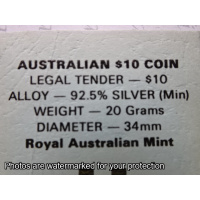 AUSTRALIAN $10 COIN
LEGAL TENDER — $10
ALLOY — 92.5% SILVER (Min)
WEIGHT — 20 Grams
DIAMETER — 34mm
Royal Australian Mint
Photos are watermarked for your protection